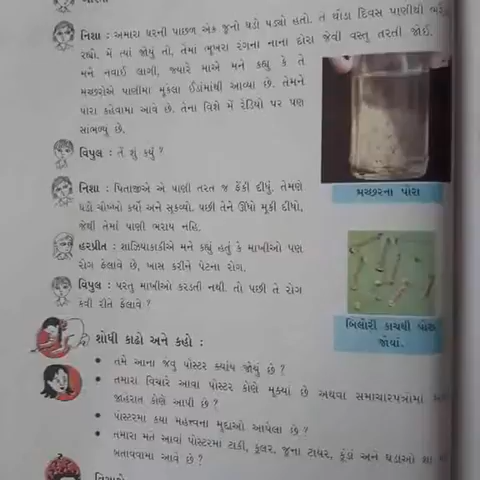 નિશા : અમારા ઘરની પાછળ એક જૂનો ઘડો પડ્યો હતો. તે થોડા દિવસ પાણીથી
રહ્યો. મેં ત્યાં જોયું તો, તેમાં ભૂખરા રંગના નાના દોરા જેવી વસ્તુ તરતી જોઈ.
મને નવાઈ લાગી, જ્યારે માએ મને કહ્યું કે તે
મચ્છરોએ પાણીમાં મૂકેલા ઈંડાંમાંથી આવ્યા છે. તેમને
પોરા કહેવામાં આવે છે. તેના વિશે મેં રેડિયો પર પણ
સાંભળ્યું છે.
વિપુલ : તેં શું કર્યું ?
નિશા : પિતાજીએ એ પાણી તરત જ ફેંકી દીધું. તેમણે
ઘડો ચોખ્ખો કર્યો અને સુકવ્યો. પછી તેને ઊંધો મૂકી દીધો,
જેથી તેમાં પાણી ભરાય નહિ.
હરપ્રીત : શાઝિયાકાકીએ મને કહ્યું હતું કે માખીઓ પણ
રોગ ફેલાવે છે, ખાસ કરીને પેટના રોગ.
વિપુલ : પરંતુ માખીઓ કરડતી નથી. તો પછી તે રોગ
કેવી રીતે ફેલાવે ?
મચ્છરના પોરા
બિલોરી કાચથી પોરા
જોવાં.
શોધી કાઢો અને કહો :
• તમે આના જેવું પોસ્ટર ક્યાંય જોયું છે ?
• તમારા વિચારે આવાં પોસ્ટર કોણે મૂક્યાં છે અથવા સમાચારપત્રોમાં
જાહેરાત કોણે આપી છે ?
• પોસ્ટરમાં કયા મહત્ત્વના મુદ્દાઓ આપેલા છે ?
• તમારા મતે આવાં પોસ્ટરમાં ટાંકી, કૂલર, જૂના ટાયર, કૂંડાં અને ઘડાઓ
બતાવવામાં આવે છે ?